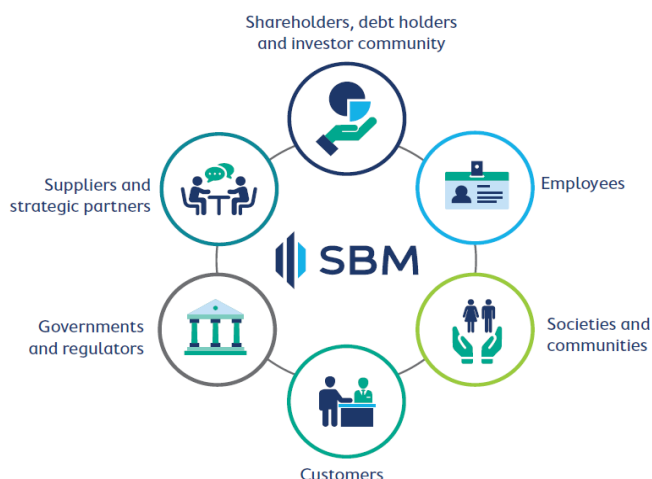 Shareholders, debt holders
and investor community
Suppliers and
strategic partners
Employees
SBM
Governments
and regulators
Societies and
communities
Customers